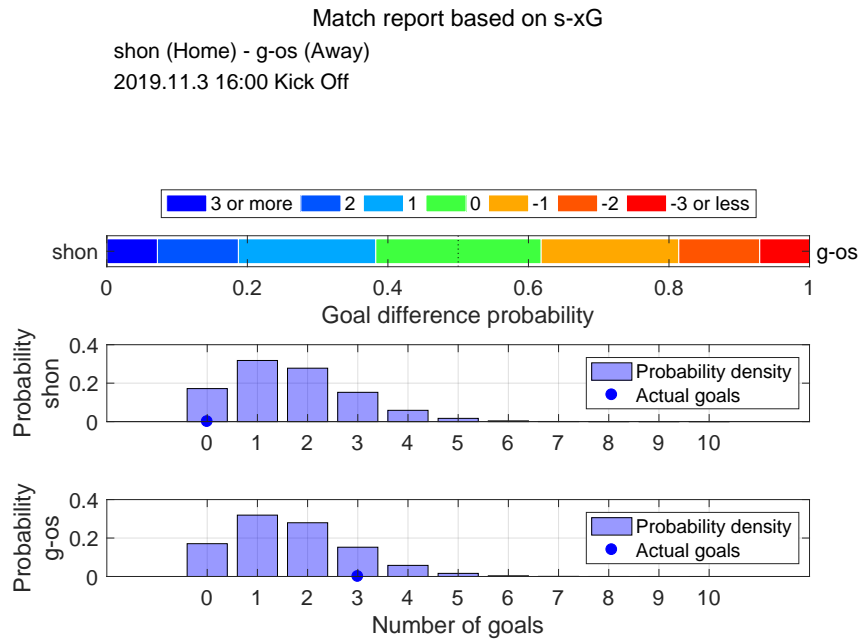 Match report based on s-xG
shon (Home) - g-os (Away)
2019.11.3 16:00 Kick Off
3 or more 2 1 0 -1 -2 -3 or less
shon g-os
0 0.2 0.4 0.6 0.8 1
Goal difference probability
Probability
shon
0.4
0.2
0
Probability density
Actual goals
0 1 2 3 4 5 6 7 8 9 10
Probability
g-os
0.4
0.2
0
Probability density
Actual goals
0 1 2 3 4 5 6 7 8 9 10
Number of goals